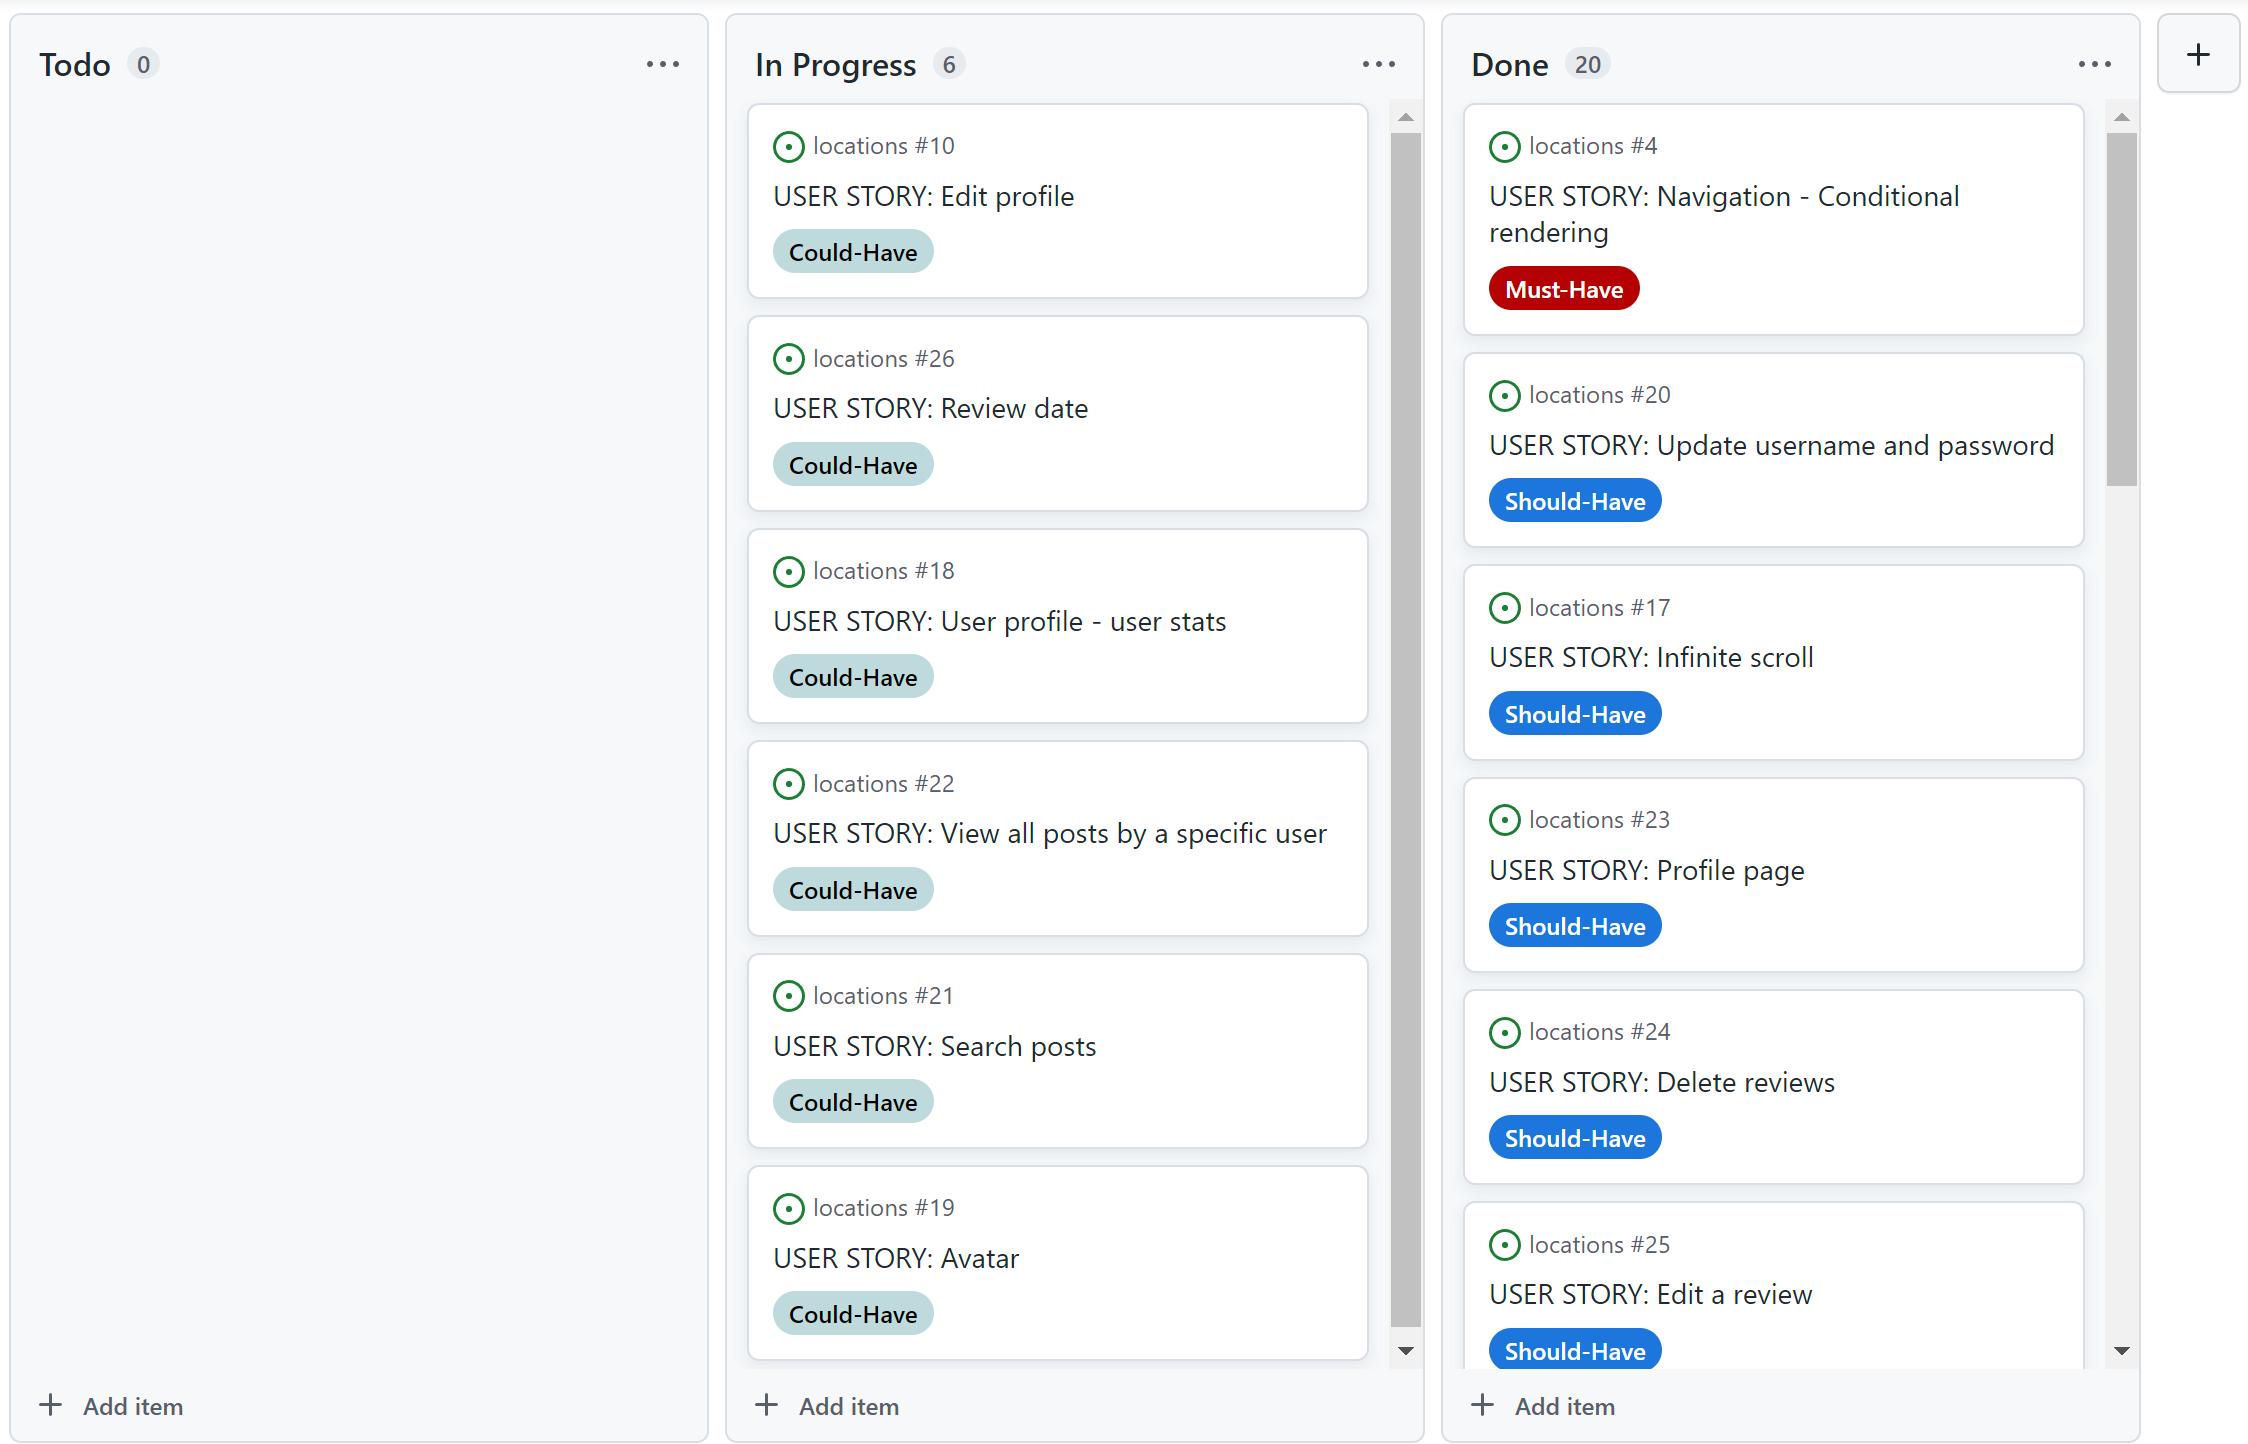 Todo 0
In Progress 6
locations #10
USER STORY: Edit profile
Could-Have
locations #26
USER STORY: Review date
Could-Have
locations #18
USER STORY: User profile - user stats
Could-Have
locations #22
USER STORY: View all posts by a specific user
Could-Have
locations #21
USER STORY: Search posts
Could-Have
locations #19
USER STORY: Avatar
Could-Have
Done 20
locations #4
USER STORY: Navigation - Conditional
rendering
Must-Have
locations #20
USER STORY: Update username and password
Should-Have
locations #17
USER STORY: Infinite scroll
Should-Have
locations #23
USER STORY: Profile page
Should-Have
locations #24
USER STORY: Delete reviews
Should-Have
locations #25
USER STORY: Edit a review
Should-Have
Add item
Add item
Add item